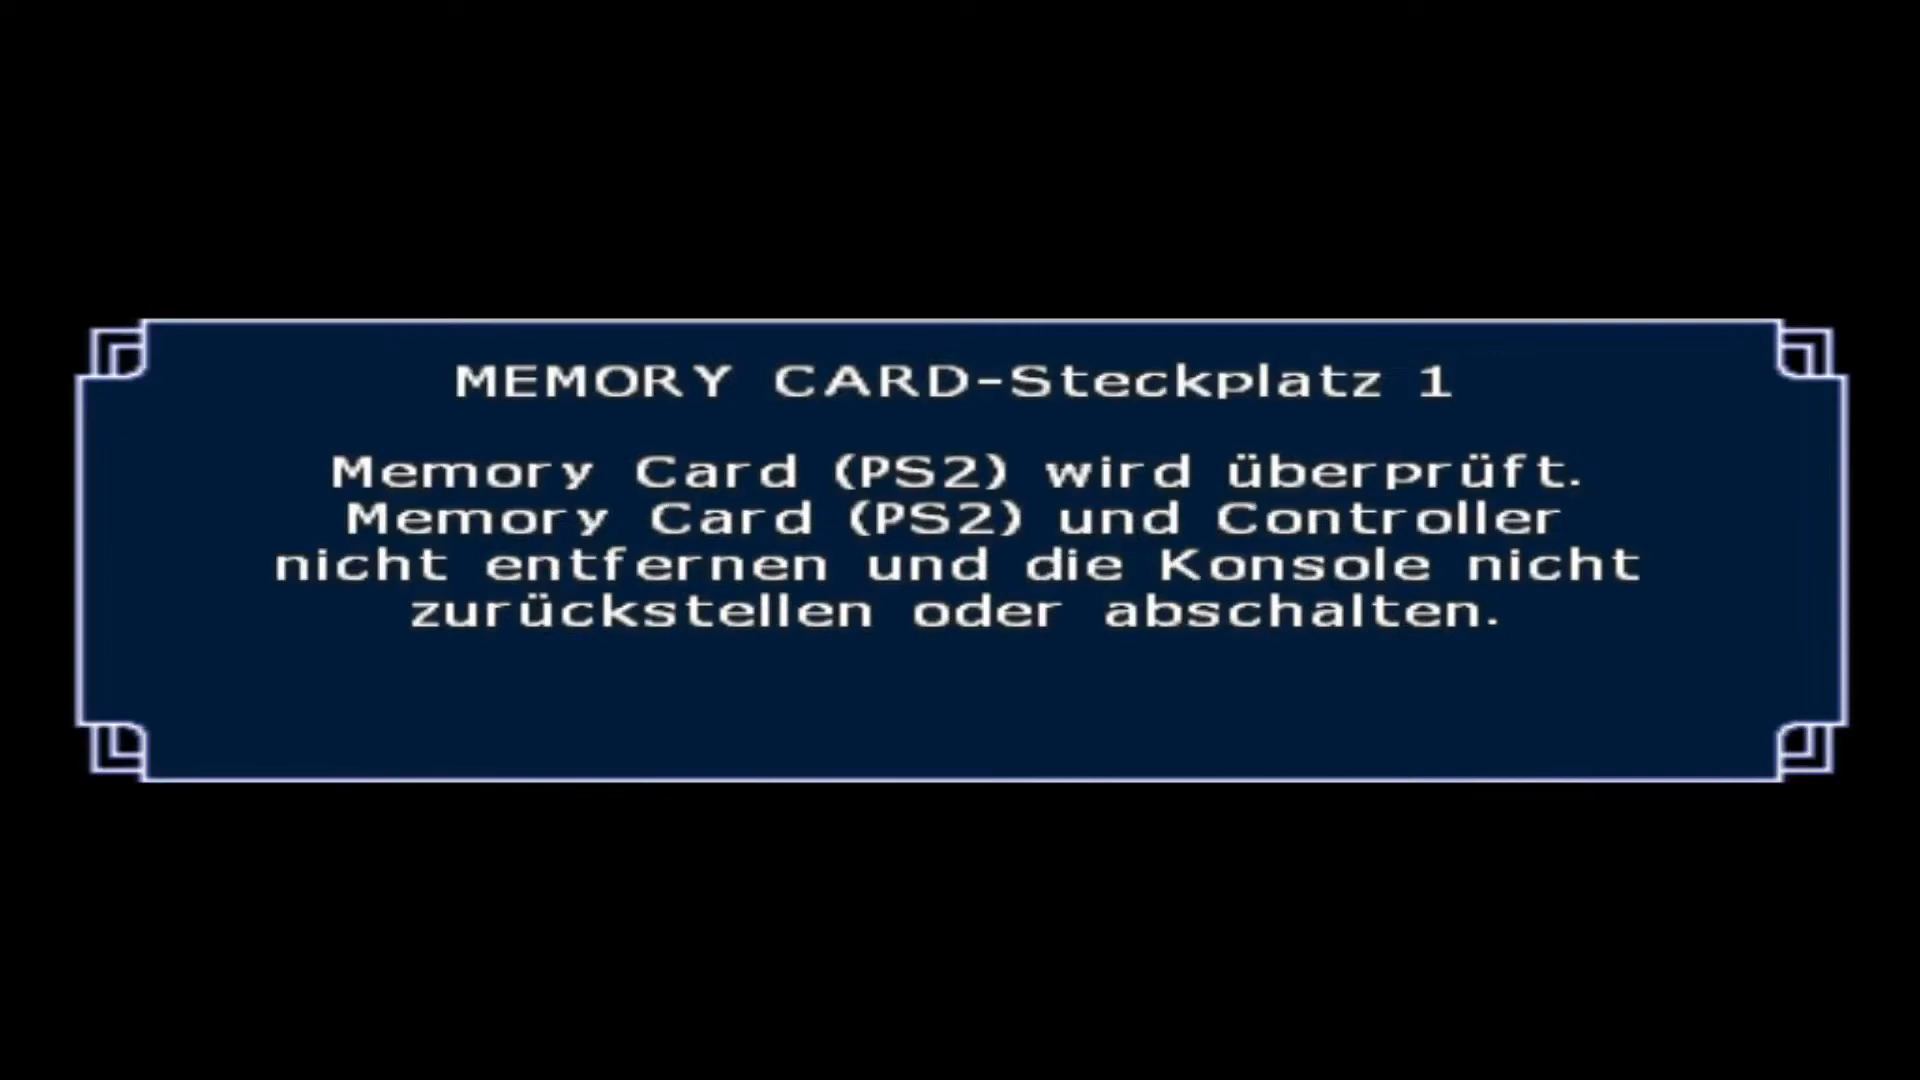 MEMORY CARD-Steckplatz 1
Memory Card (PS2) wird überprüft.
Memory Card (PS2) und Controller
nicht entfernen und die Konsole nicht
zurückstellen oder abschalten.